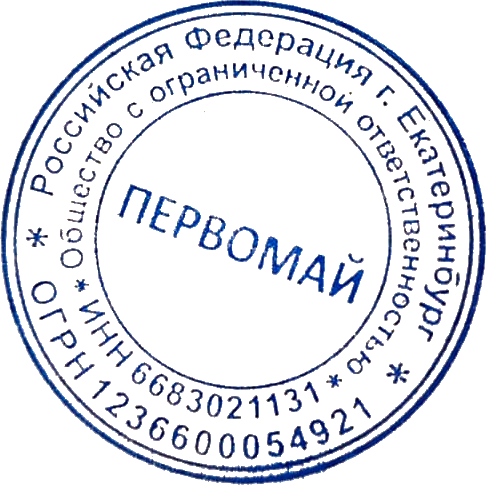 * Российская Федерация г. Екатеринбург *
ОГРН 1236600054921
* Общество с ограниченной ответственностью *
ИНН 6683021131
ПЕРВОМАЙ